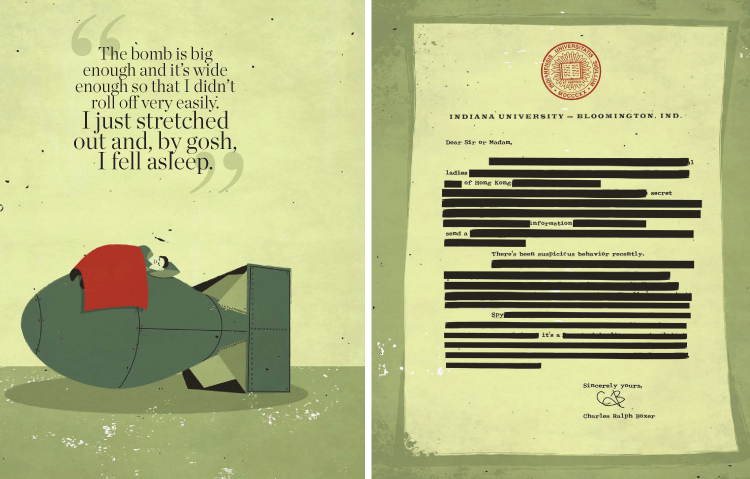 “
The bomb is big
enough and it’s wide
enough so that I didn’t
roll off very easily.
I just stretched
out and, by gosh,
I fell asleep.
”
INDIANA UNIVERSITY — BLOOMINGTON, IND.
Dear Sir or Madam,
ladies
of Hong Kong
secret
information
send a
There's been suspicious behavior recently.
Spy
it's a
Sincerely yours,
Charles Ralph Boxer